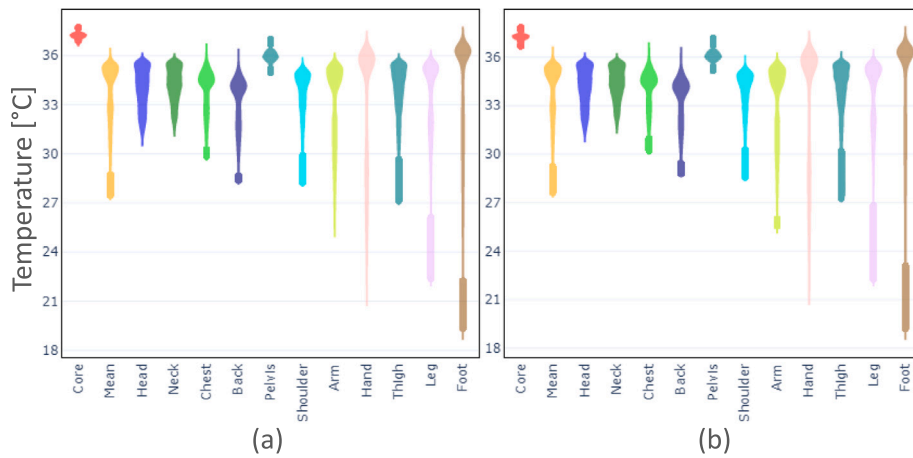 Temperature [°C]
36
33
30
27
24
21
18
Core
Mean
Head
Neck
Chest
Back
Pelvis
Shoulder
Arm
Hand
Thigh
Leg
Foot
(a)
36
33
30
27
24
21
18
Core
Mean
Head
Neck
Chest
Back
Pelvis
Shoulder
Arm
Hand
Thigh
Leg
Foot
(b)